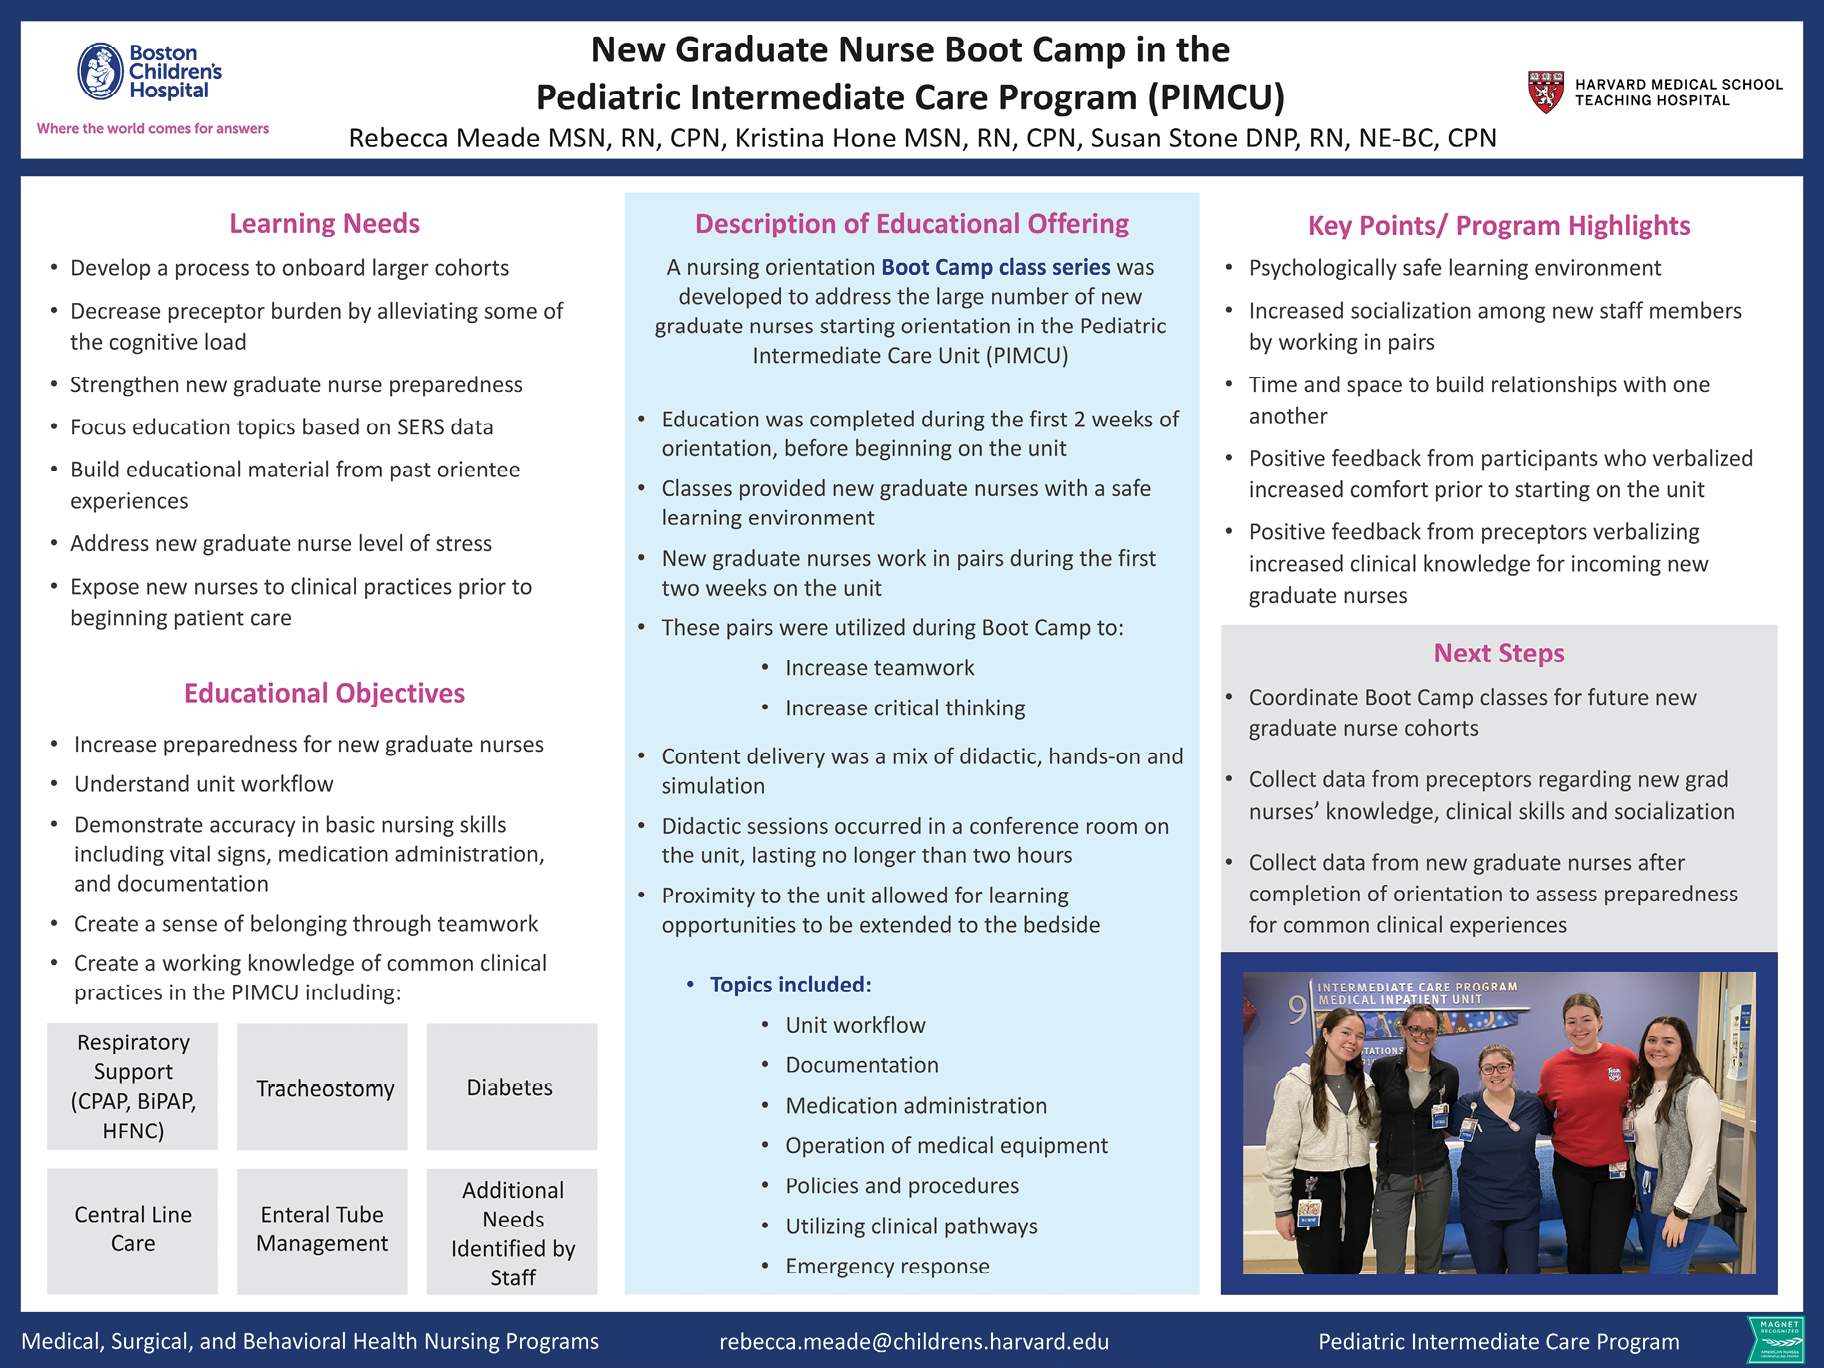 Boston
Children's
Hospital
Where the world comes for answers
New Graduate Nurse Boot Camp in the
Pediatric Intermediate Care Program (PIMCU)
Rebecca Meade MSN, RN, CPN, Kristina Hone MSN, RN, CPN, Susan Stone DNP, RN, NE-BC, CPN
HARVARD MEDICAL SCHOOL
TEACHING HOSPITAL
Learning Needs
• Develop a process to onboard larger cohorts
• Decrease preceptor burden by alleviating some of
the cognitive load
• Strengthen new graduate nurse preparedness
• Focus education topics based on SERS data
• Build educational material from past orientee
experiences
• Address new graduate nurse level of stress
• Expose new nurses to clinical practices prior to
beginning patient care
Educational Objectives
• Increase preparedness for new graduate nurses
• Understand unit workflow
• Demonstrate accuracy in basic nursing skills
including vital signs, medication administration,
and documentation
• Create a sense of belonging through teamwork
• Create a working knowledge of common clinical
practices in the PIMCU including:
Respiratory
Support
(CPAP, BiPAP,
HFNC)
Tracheostomy
Diabetes
Central Line
Care
Enteral Tube
Management
Additional
Needs
Identified by
Staff
Description of Educational Offering
A nursing orientation Boot Camp class series was
developed to address the large number of new
graduate nurses starting orientation in the Pediatric
Intermediate Care Unit (PIMCU)
• Education was completed during the first 2 weeks of
orientation, before beginning on the unit
• Classes provided new graduate nurses with a safe
learning environment
• New graduate nurses work in pairs during the first
two weeks on the unit
• These pairs were utilized during Boot Camp to:
• Increase teamwork
• Increase critical thinking
• Content delivery was a mix of didactic, hands-on and
simulation
• Didactic sessions occurred in a conference room on
the unit, lasting no longer than two hours
• Proximity to the unit allowed for learning
opportunities to be extended to the bedside
• Topics included:
• Unit workflow
• Documentation
• Medication administration
• Operation of medical equipment
• Policies and procedures
• Utilizing clinical pathways
• Emergency response
Key Points/ Program Highlights
• Psychologically safe learning environment
• Increased socialization among new staff members
by working in pairs
• Time and space to build relationships with one
another
• Positive feedback from participants who verbalized
increased comfort prior to starting on the unit
• Positive feedback from preceptors verbalizing
increased clinical knowledge for incoming new
graduate nurses
Next Steps
• Coordinate Boot Camp classes for future new
graduate nurse cohorts
• Collect data from preceptors regarding new grad
nurses' knowledge, clinical skills and socialization
• Collect data from new graduate nurses after
completion of orientation to assess preparedness
for common clinical experiences
9
INTERMEDIATE CARE PROGRAM
MEDICAL INPATIENT UNIT
Medical, Surgical, and Behavioral Health Nursing Programs
rebecca.meade@childrens.harvard.edu
Pediatric Intermediate Care Program
MAGNET
RECOGNIZED